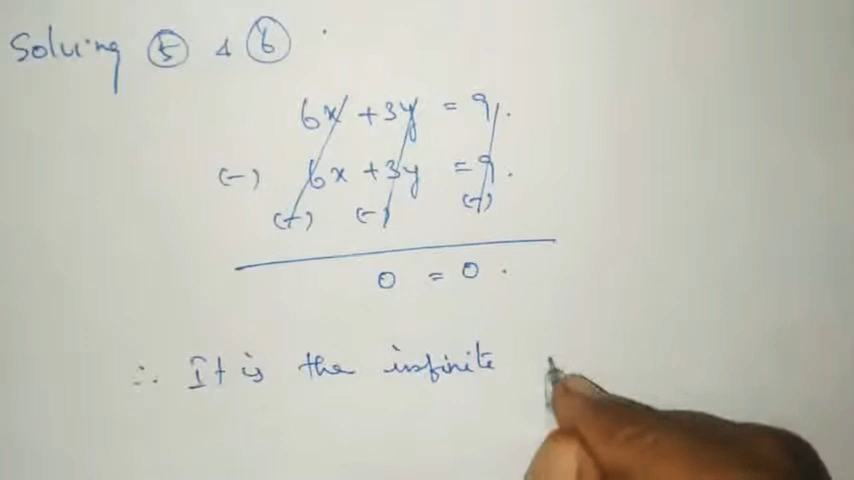 Solving ⑤ & ⑥
6x + 3y = 9.
(-) 6x + 3y = 9.
(-) (-) (-)
0 = 0.
∴ It is the infinite